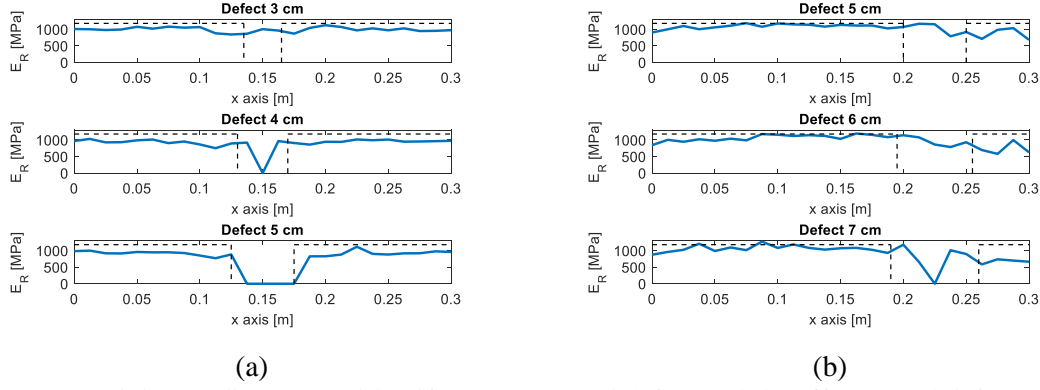 Defect 3 cm
E_R [MPa]
1000
500
0
0 0.05 0.1 0.15 0.2 0.25 0.3
x axis [m]
Defect 4 cm
E_R [MPa]
1000
500
0
0 0.05 0.1 0.15 0.2 0.25 0.3
x axis [m]
Defect 5 cm
E_R [MPa]
1000
500
0
0 0.05 0.1 0.15 0.2 0.25 0.3
x axis [m]
(a)
Defect 5 cm
E_R [MPa]
1000
500
0
0 0.05 0.1 0.15 0.2 0.25 0.3
x axis [m]
Defect 6 cm
E_R [MPa]
1000
500
0
0 0.05 0.1 0.15 0.2 0.25 0.3
x axis [m]
Defect 7 cm
E_R [MPa]
1000
500
0
0 0.05 0.1 0.15 0.2 0.25 0.3
x axis [m]
(b)